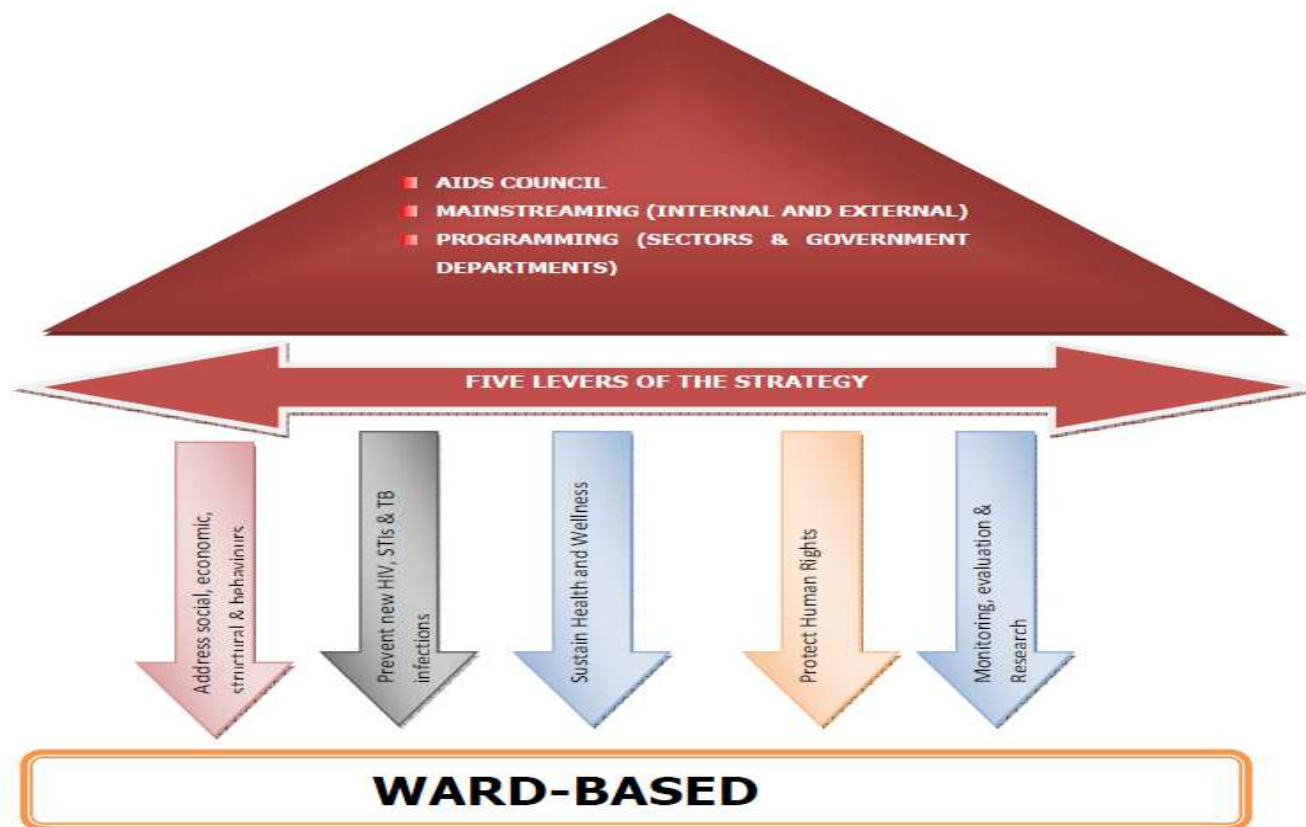 AIDS COUNCIL
MAINSTREAMING (INTERNAL AND EXTERNAL)
PROGRAMMING (SECTORS & GOVERNMENT
DEPARTMENTS)
FIVE LEVERS OF THE STRATEGY
Address social, economic,
structural & behaviours
Prevent new HIV, STIs & TB
infections
Sustain Health and Wellness
Protect Human Rights
Monitoring, evaluation &
Research
WARD-BASED